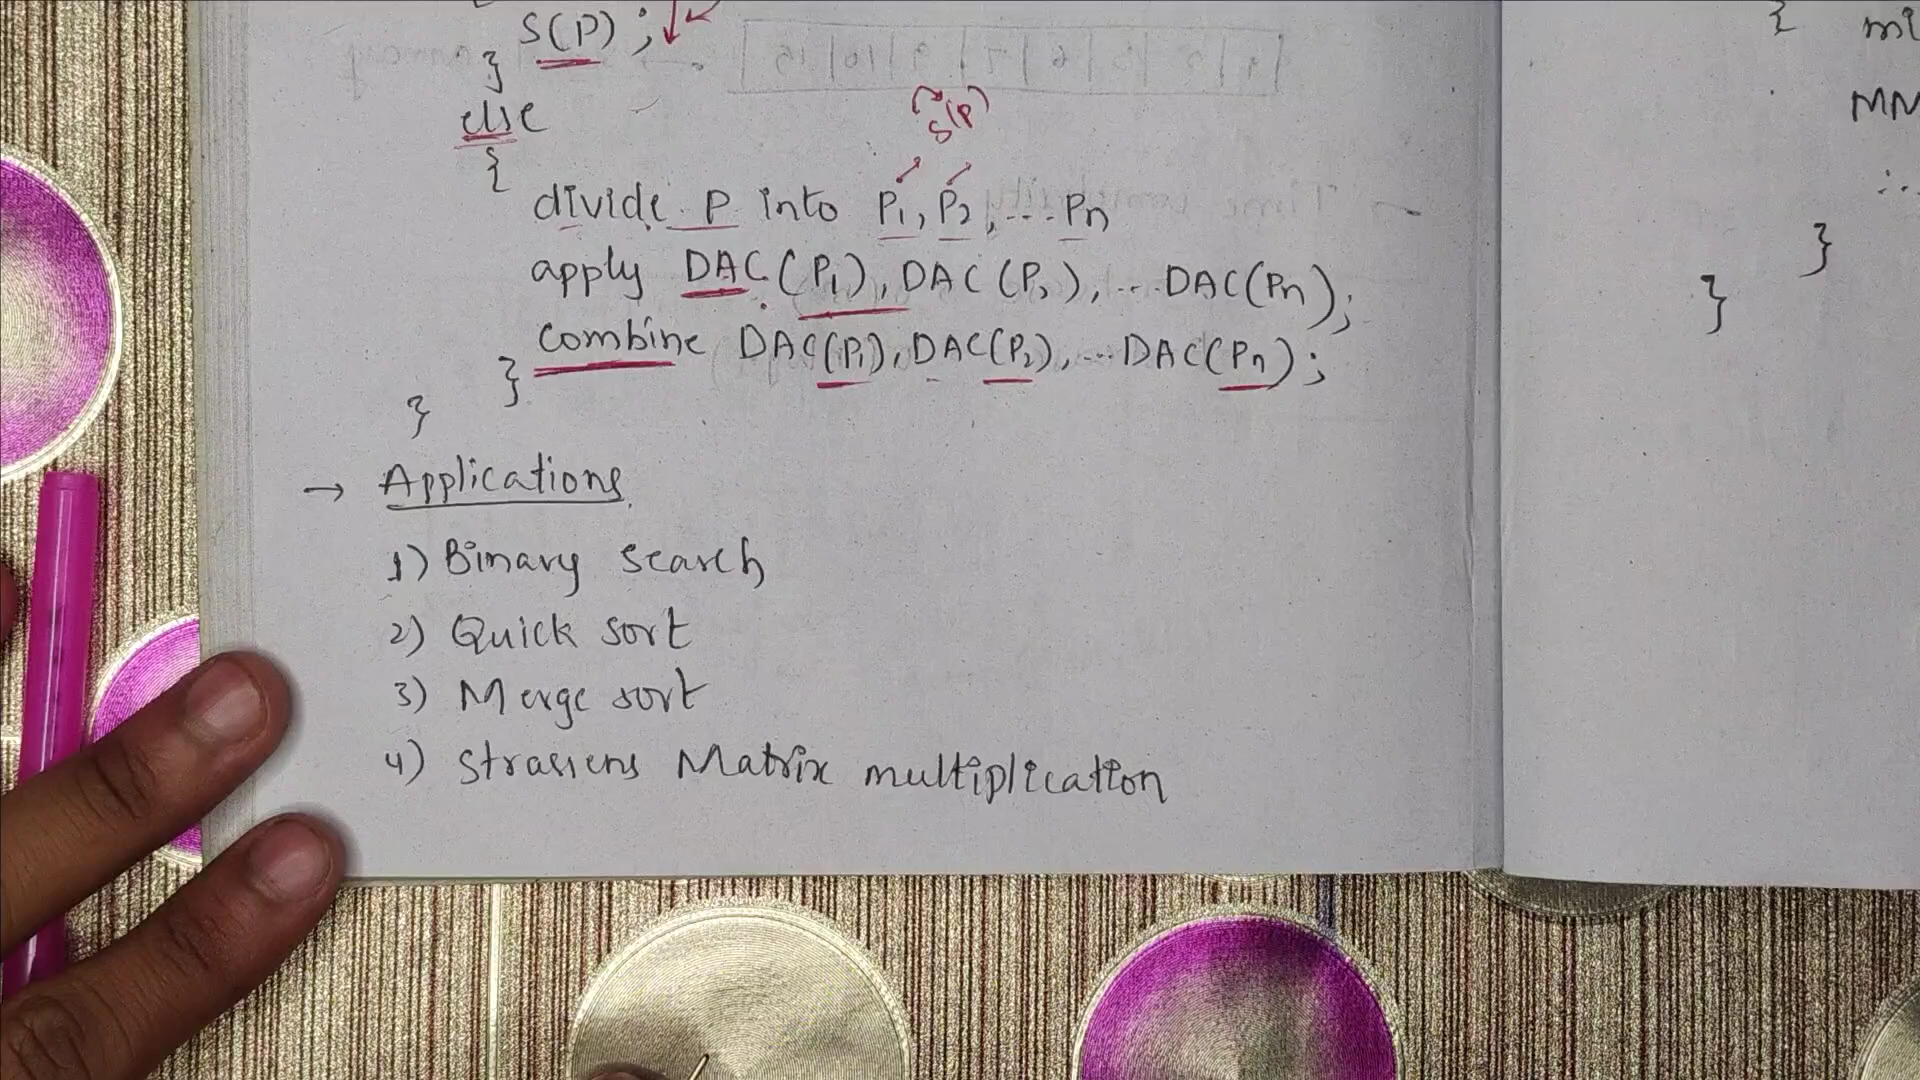 S(P);
}
else
S(P)
{
divide P into P1, P2, ... Pn
apply DAC(P1), DAC(P2), ... DAC(Pn);
combine DAC(P1), DAC(P2), ... DAC(Pn);
}
}
→ Applications
1) Binary search
2) Quick sort
3) Merge sort
4) Strassens Matrix multiplication
{
}
}